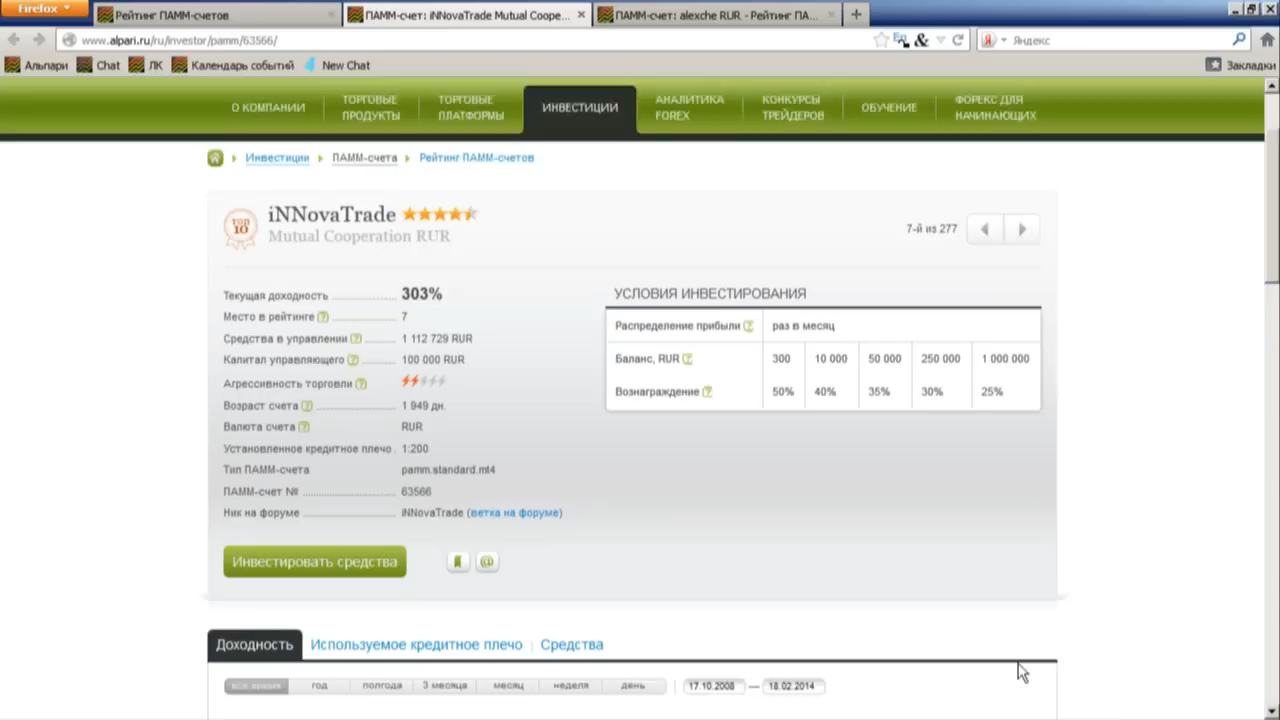 Firefox
Рейтинг ПАММ-счетов
ПАММ-счет: iNNovaTrade Mutual Coope...
ПАММ-счет: alexche RUR - Рейтинг ПА...
www.alpari.ru/ru/investor/pamm/63566/
Яндекс
Альпари
Chat
ЛК
Календарь событий
New Chat
Закладки
О КОМПАНИИ
ТОРГОВЫЕ ПРОДУКТЫ
ТОРГОВЫЕ ПЛАТФОРМЫ
ИНВЕСТИЦИИ
АНАЛИТИКА FOREX
КОНКУРСЫ ТРЕЙДЕРОВ
ОБУЧЕНИЕ
ФОРЕКС ДЛЯ НАЧИНАЮЩИХ
Инвестиции
ПАММ-счета
Рейтинг ПАММ-счетов
ТОП 10
iNNovaTrade
Mutual Cooperation RUR
7-й из 277
Текущая доходность 303%
Место в рейтинге 7
Средства в управлении 1 112 729 RUR
Капитал управляющего 100 000 RUR
Агрессивность торговли
Возраст счета 1 949 дн.
Валюта счета RUR
Установленное кредитное плечо 1:200
Тип ПАММ-счета pamm.standard.mt4
ПАММ-счет № 63566
Ник на форуме iNNovaTrade (ветка на форуме)
УСЛОВИЯ ИНВЕСТИРОВАНИЯ
Распределение прибыли раз в месяц
Баланс, RUR 300 10 000 50 000 250 000 1 000 000
Вознаграждение 50% 40% 35% 30% 25%
Инвестировать средства
Доходность
Используемое кредитное плечо
Средства
все время год полгода 3 месяца месяц неделя день 17.10.2008 — 18.02.2014